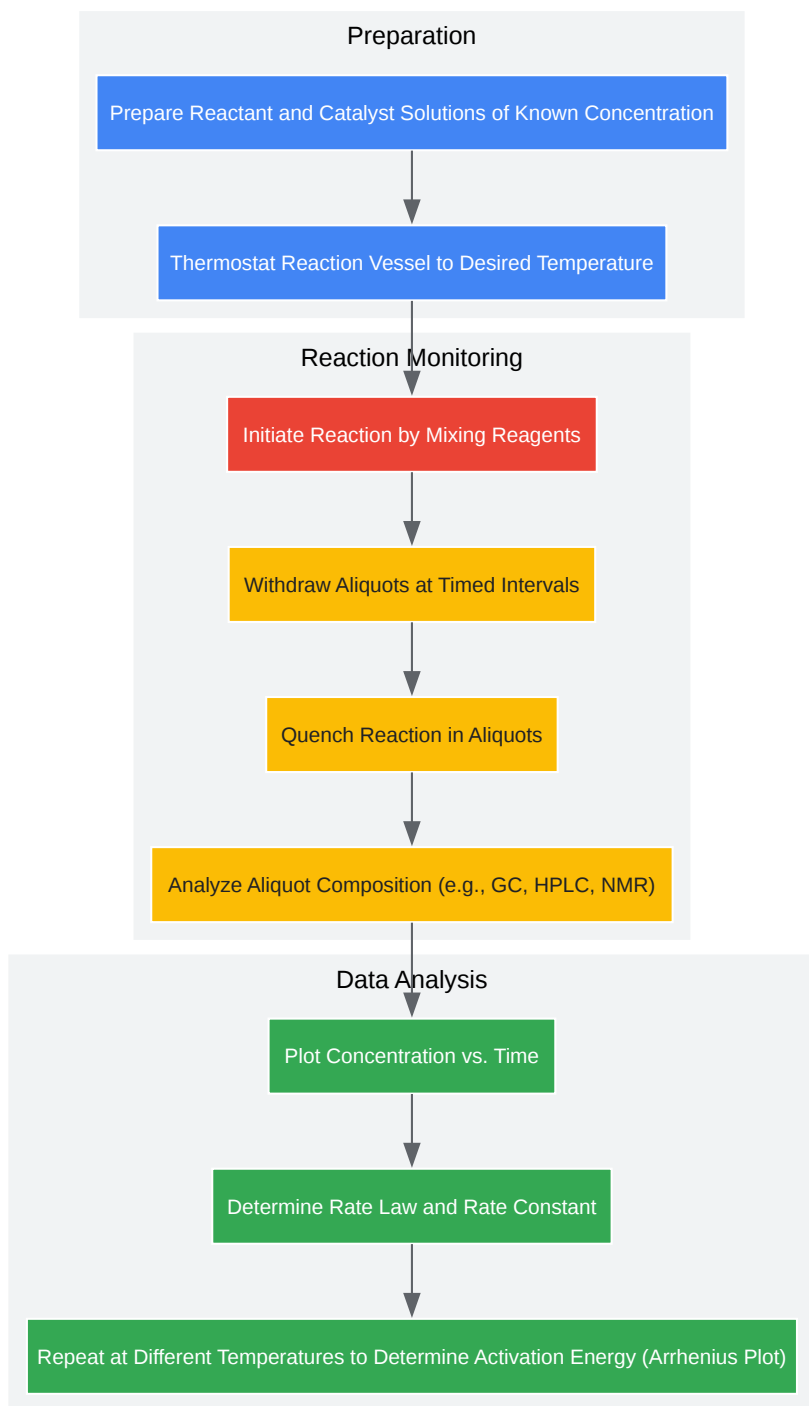 Preparation
Prepare Reactant and Catalyst Solutions of Known Concentration
Thermostat Reaction Vessel to Desired Temperature
Reaction Monitoring
Initiate Reaction by Mixing Reagents
Withdraw Aliquots at Timed Intervals
Quench Reaction in Aliquots
Analyze Aliquot Composition (e.g., GC, HPLC, NMR)
Data Analysis
Plot Concentration vs. Time
Determine Rate Law and Rate Constant
Repeat at Different Temperatures to Determine Activation Energy (Arrhenius Plot)